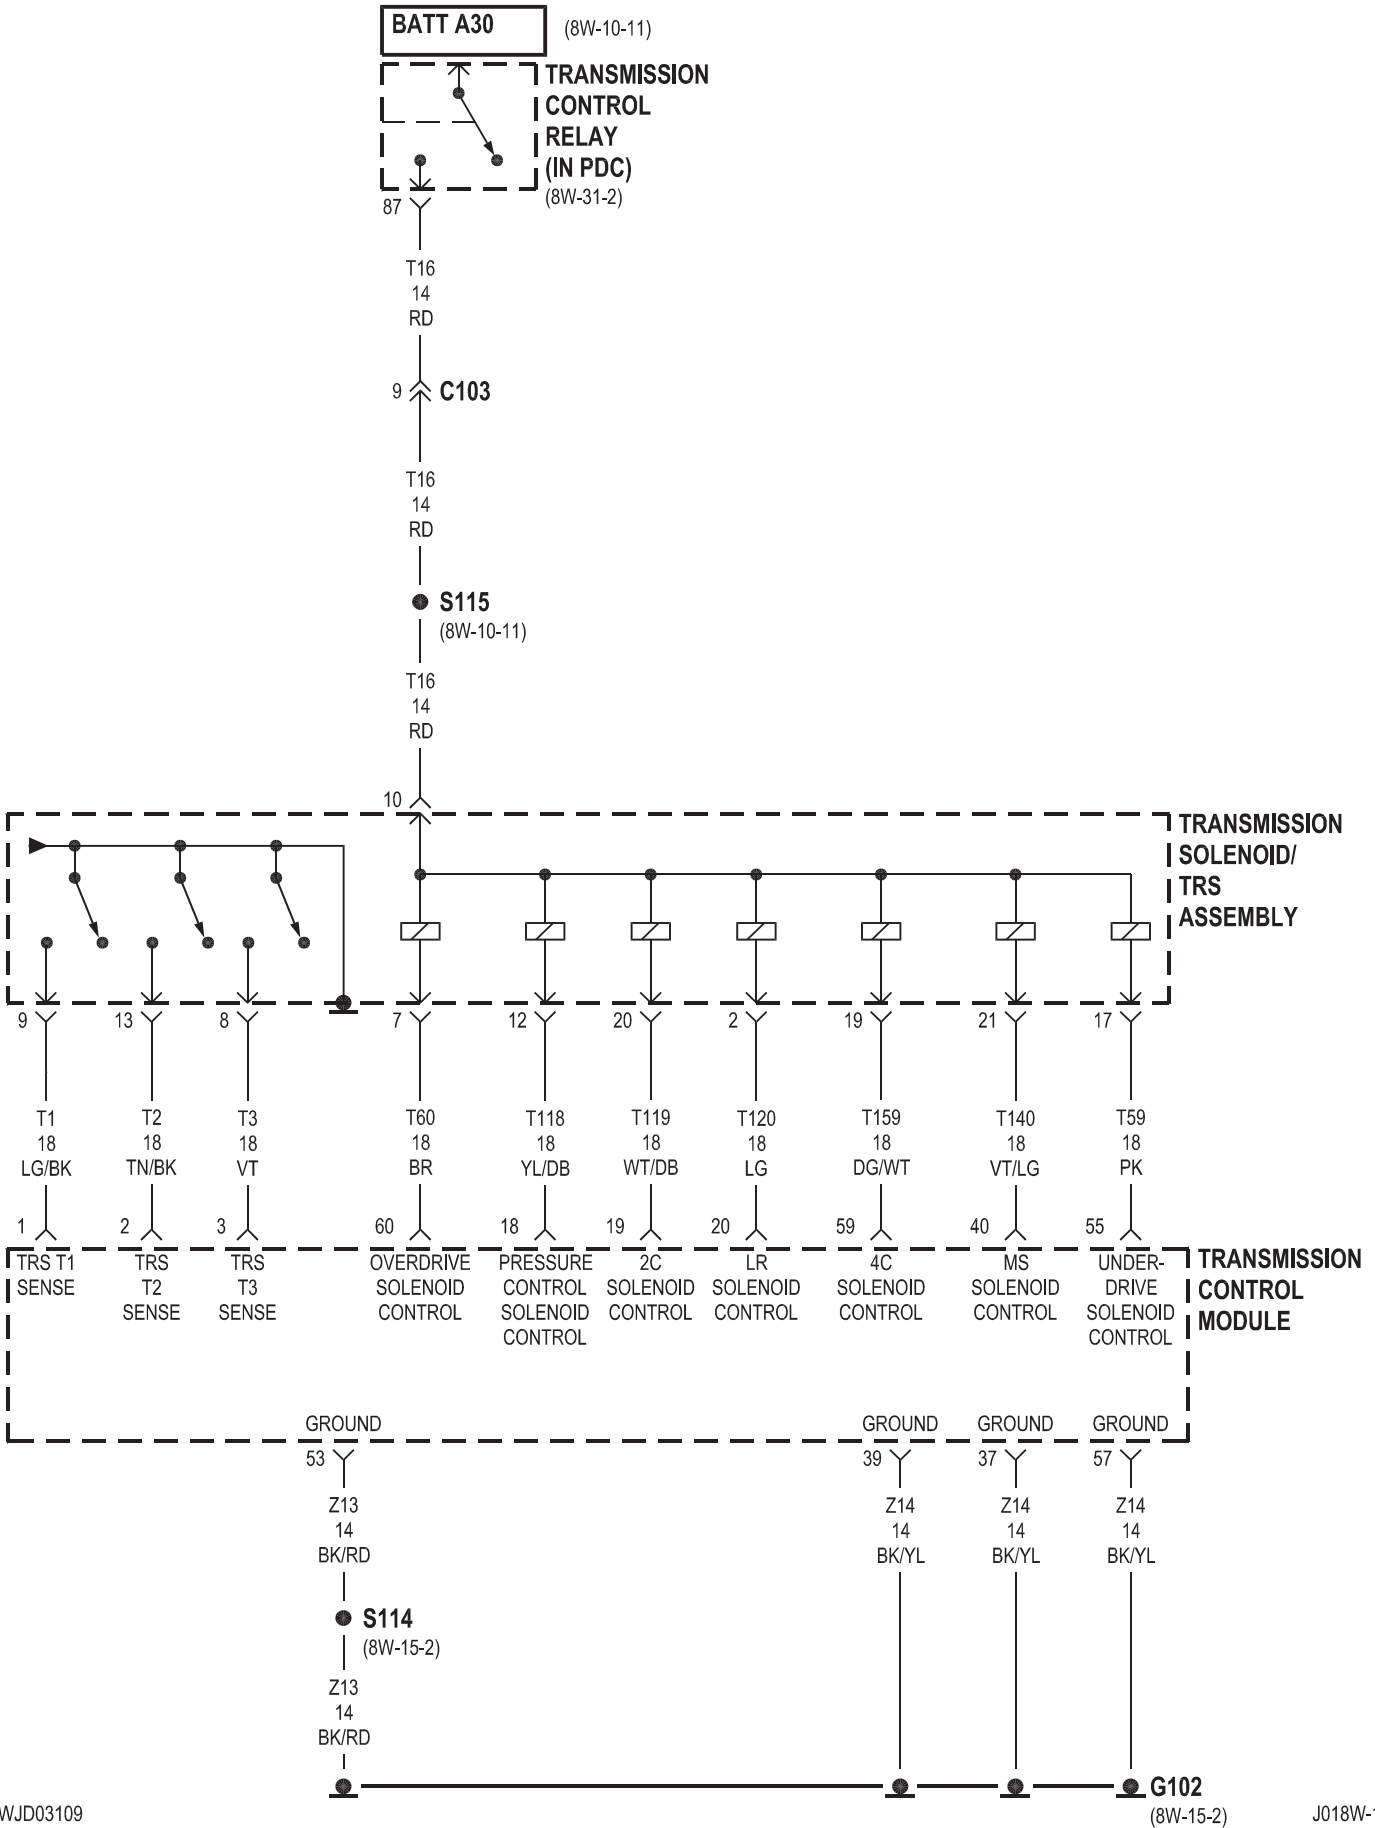 BATT A30
(8W-10-11)
TRANSMISSION
CONTROL
RELAY
(IN PDC)
(8W-31-2)
87
T16
14
RD
9
C103
T16
14
RD
S115
(8W-10-11)
T16
14
RD
10
TRANSMISSION
SOLENOID/
TRS
ASSEMBLY
9 13 8 7 12 20 2 19 21 17
T1 T2 T3 T60 T118 T119 T120 T159 T140 T59
18 18 18 18 18 18 18 18 18 18
LG/BK TN/BK VT BR YL/DB WT/DB LG DG/WT VT/LG PK
1 2 3 60 18 19 20 59 40 55
TRS T1
SENSE
TRS
T2
SENSE
TRS
T3
SENSE
OVERDRIVE
SOLENOID
CONTROL
PRESSURE
CONTROL
SOLENOID
CONTROL
2C
SOLENOID
CONTROL
LR
SOLENOID
CONTROL
4C
SOLENOID
CONTROL
MS
SOLENOID
CONTROL
UNDER-
DRIVE
SOLENOID
CONTROL
TRANSMISSION
CONTROL
MODULE
GROUND GROUND GROUND GROUND
53 39 37 57
Z13 Z14 Z14 Z14
14 14 14 14
BK/RD BK/YL BK/YL BK/YL
S114
(8W-15-2)
Z13
14
BK/RD
G102
(8W-15-2)
WJD03109
J018W-1